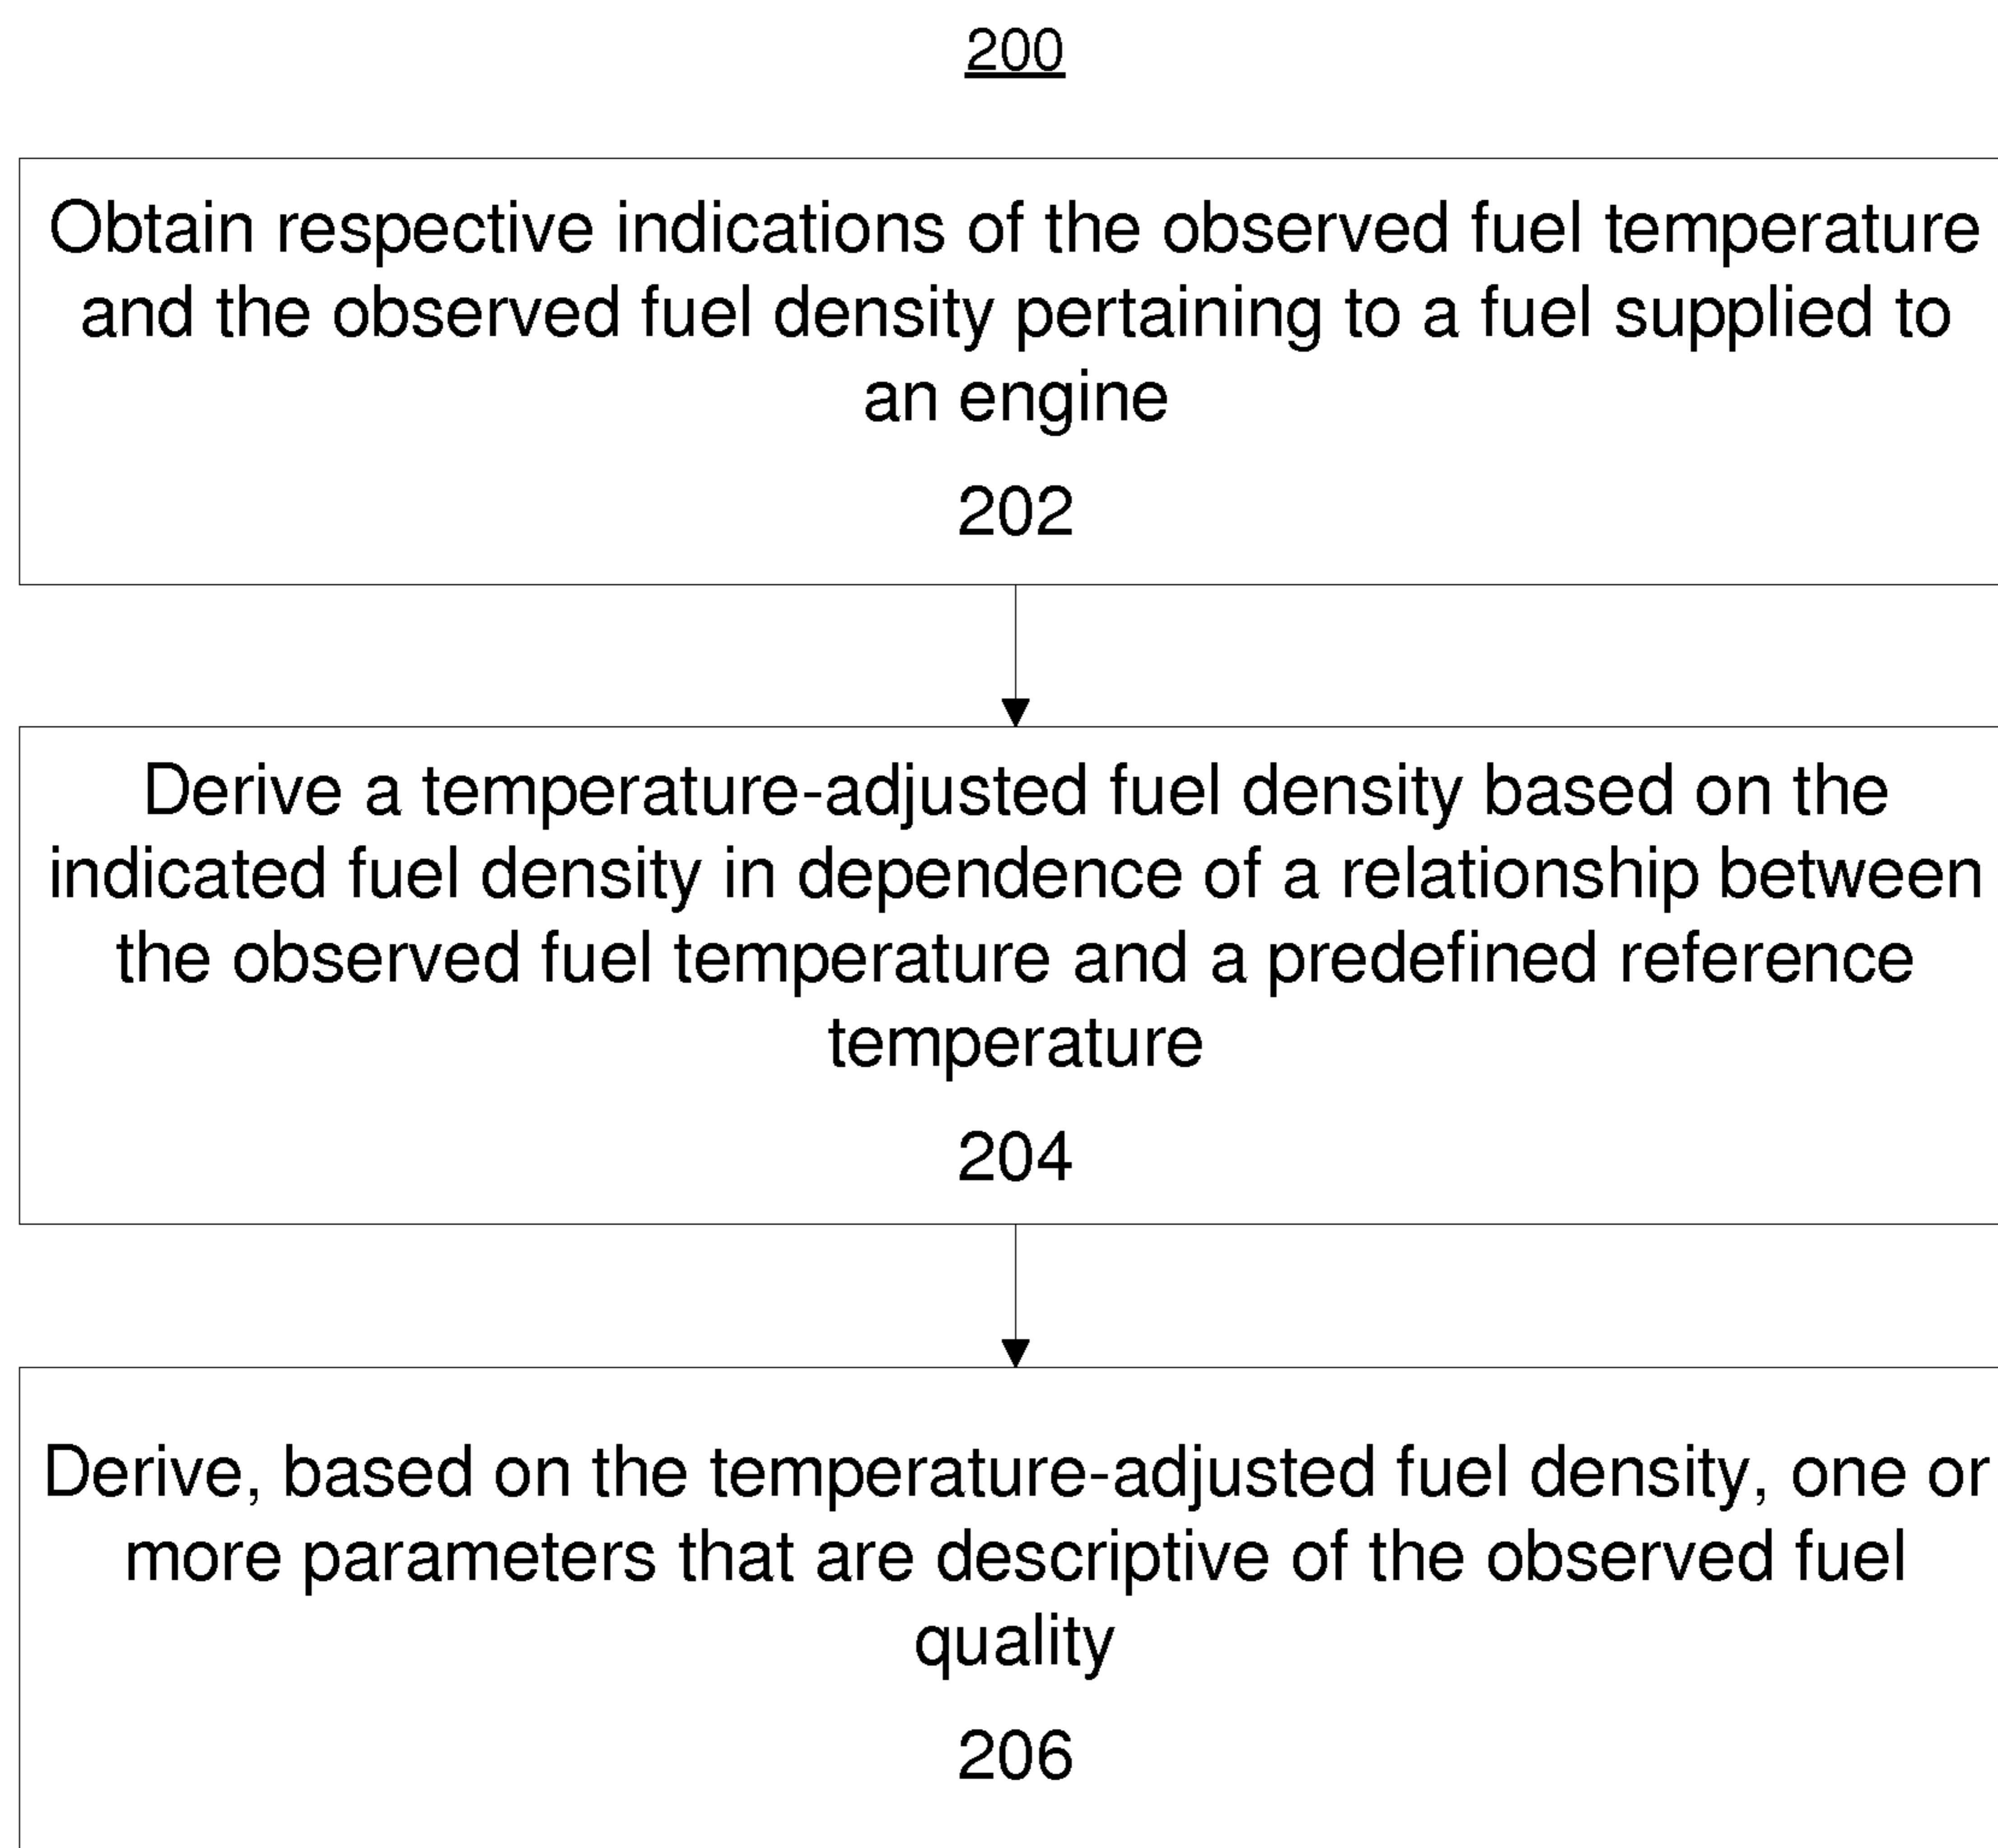 200
Obtain respective indications of the observed fuel temperature
and the observed fuel density pertaining to a fuel supplied to
an engine
202
Derive a temperature-adjusted fuel density based on the
indicated fuel density in dependence of a relationship between
the observed fuel temperature and a predefined reference
temperature
204
Derive, based on the temperature-adjusted fuel density, one or
more parameters that are descriptive of the observed fuel
quality
206